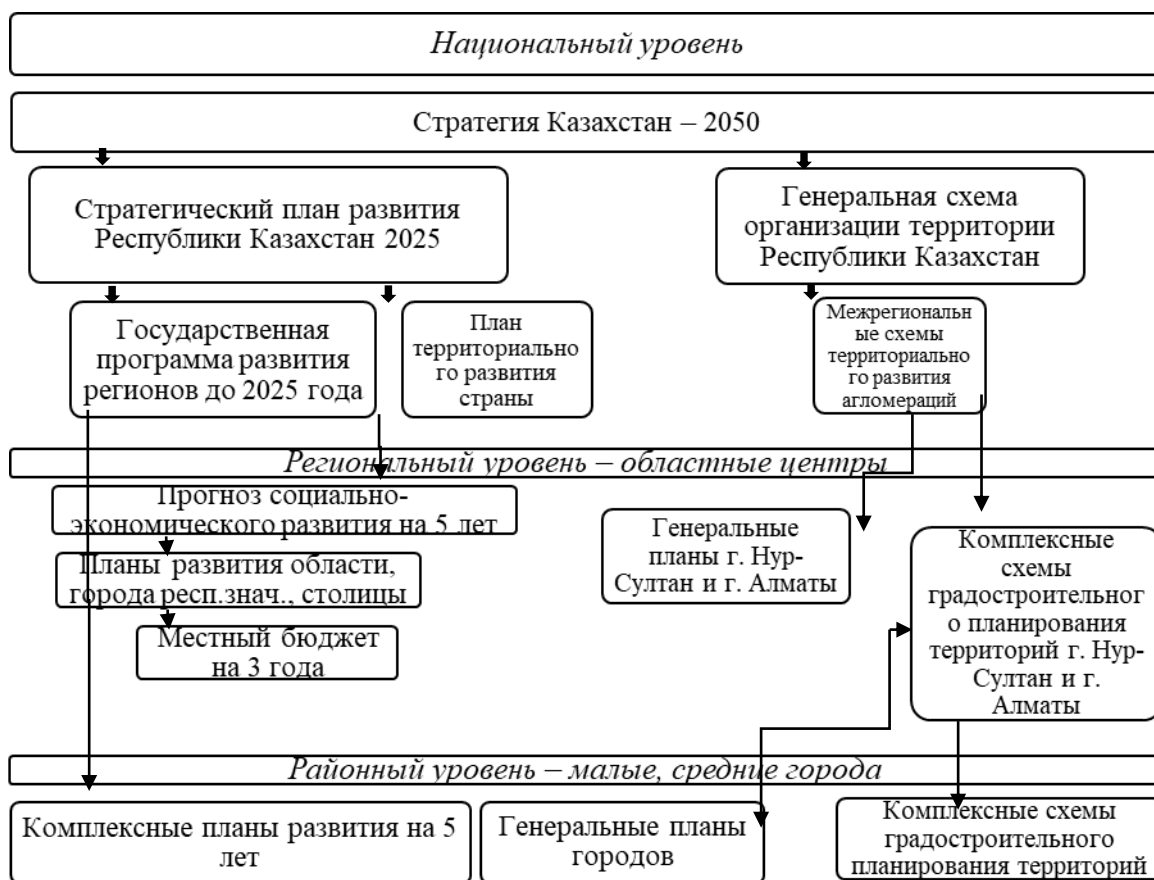 Национальный уровень
Стратегия Казахстан – 2050
Стратегический план развития
Республики Казахстан 2025
Генеральная схема
организации территории
Республики Казахстан
Государственная
программа развития
регионов до 2025 года
План
территориально
го развития
страны
Межрегиональн
ые схемы
территориально
го развития
агломераций
Региональный уровень – областные центры
Прогноз социально-
экономического развития на 5 лет
Планы развития области,
города респ.знач., столицы
Местный бюджет
на 3 года
Генеральные
планы г. Нур-
Султан и г. Алматы
Комплексные
схемы
градостроительног
о планирования
территорий г. Нур-
Султан и г.
Алматы
Районный уровень – малые, средние города
Комплексные планы развития на 5
лет
Генеральные планы
городов
Комплексные схемы
градостроительного
планирования территорий